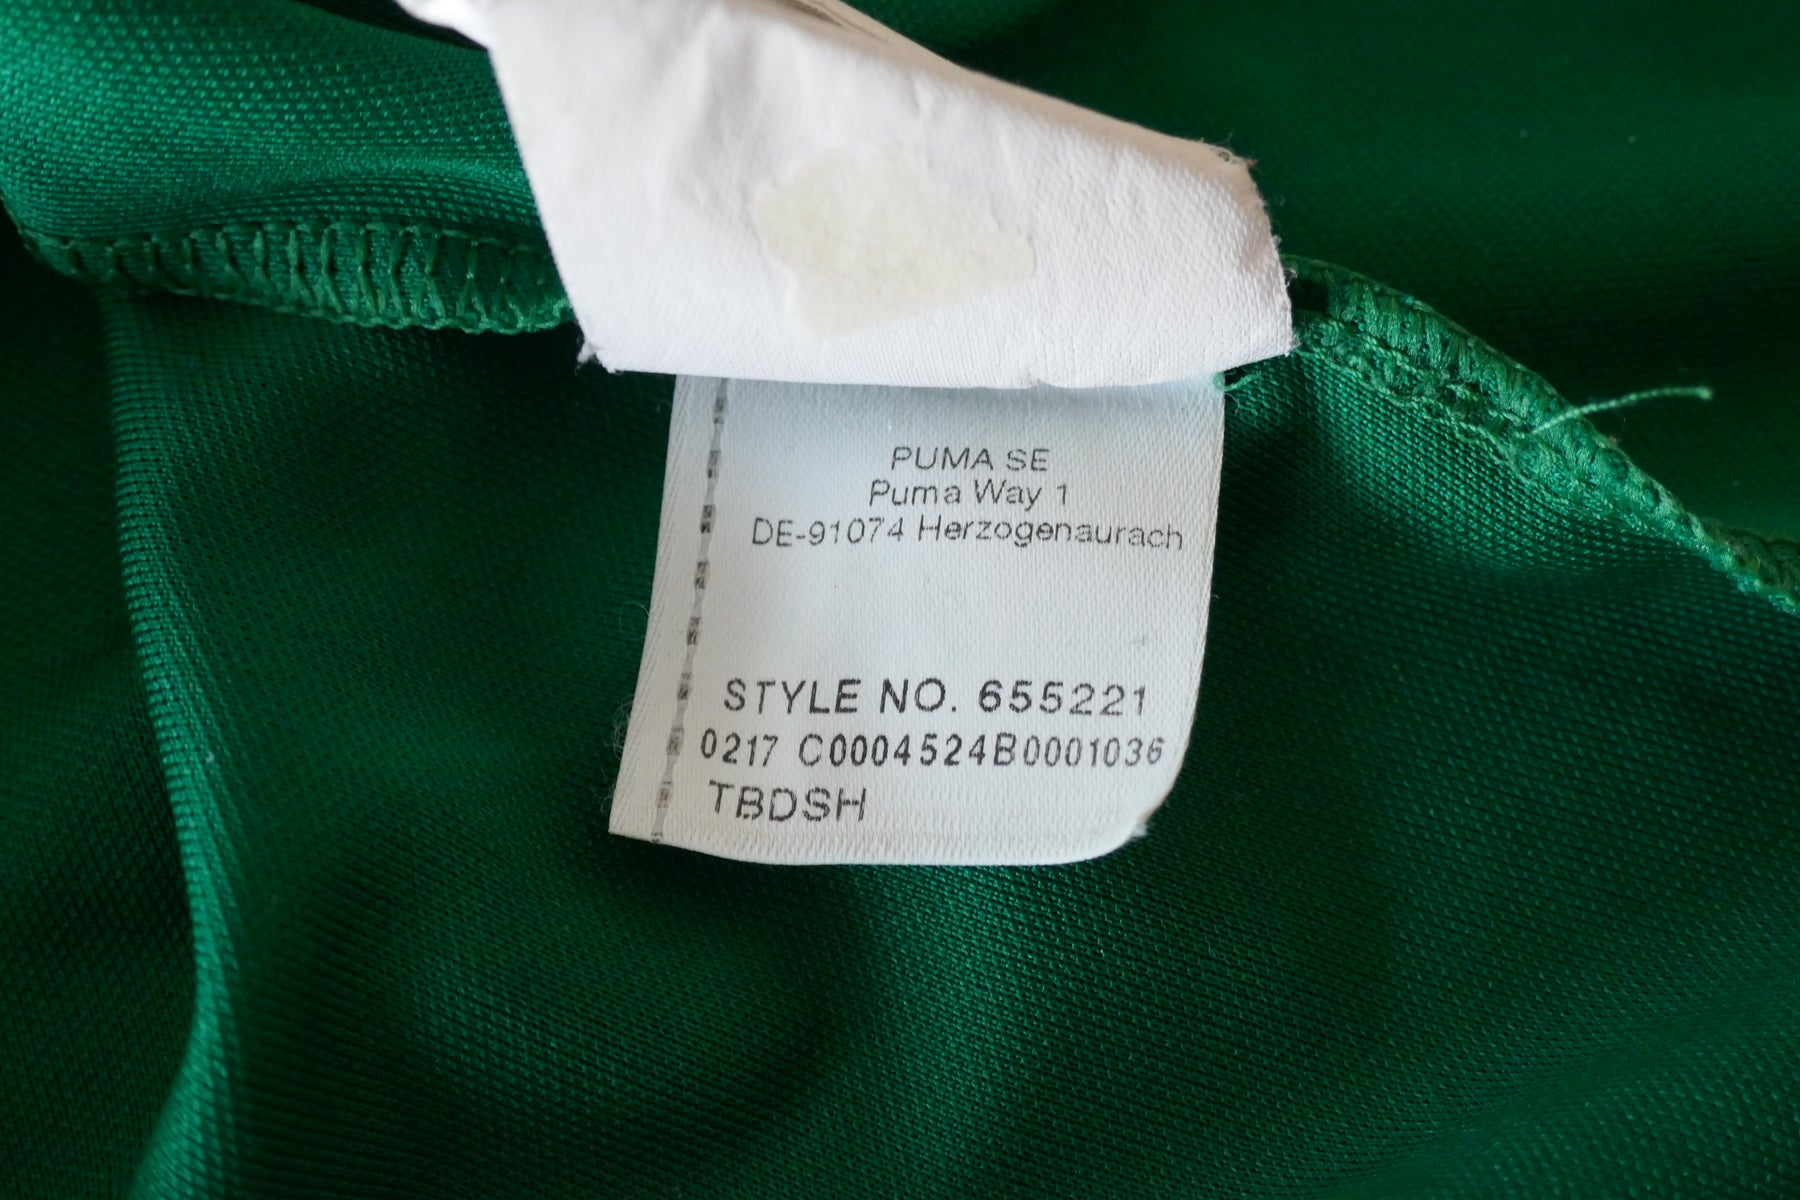 PUMA SE
Puma Way 1
DE-91074 Herzogenaurach
STYLE NO. 655221
0217 C0004524B0001036
TBDSH